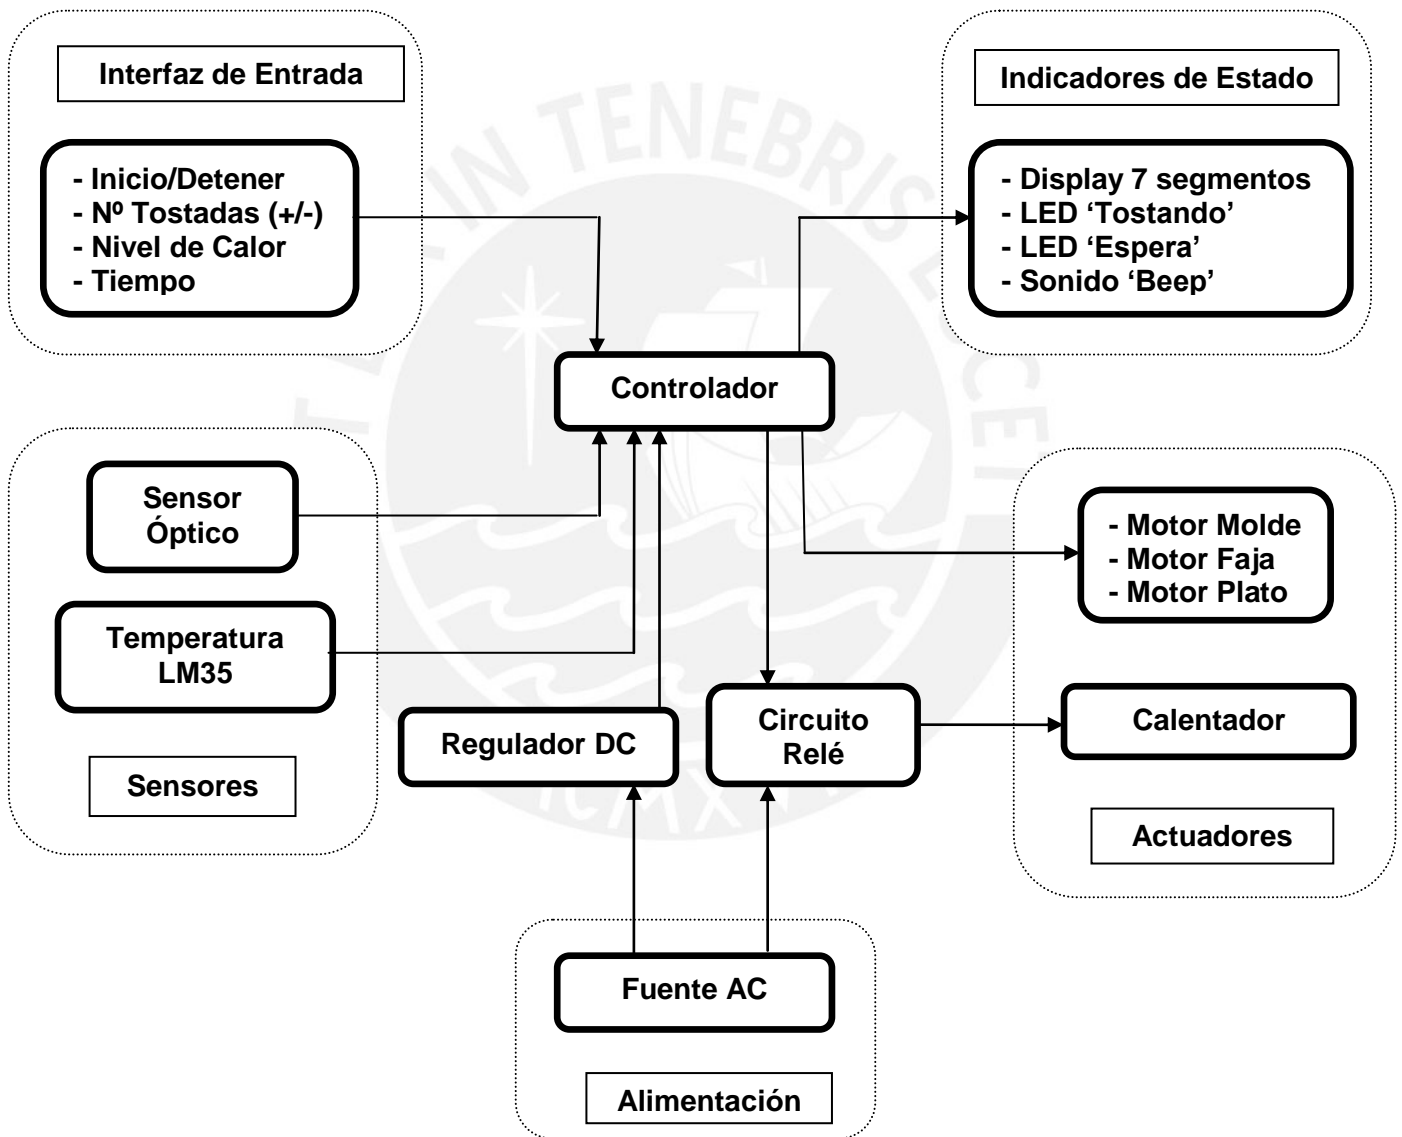 Interfaz de Entrada
- Inicio/Detener
- Nº Tostadas (+/-)
- Nivel de Calor
- Tiempo
Indicadores de Estado
- Display 7 segmentos
- LED ‘Tostando’
- LED ‘Espera’
- Sonido ‘Beep’
Controlador
Sensor
Óptico
Temperatura
LM35
Sensores
Regulador DC
Circuito
Relé
- Motor Molde
- Motor Faja
- Motor Plato
Calentador
Actuadores
Fuente AC
Alimentación
IN TENEBRIS